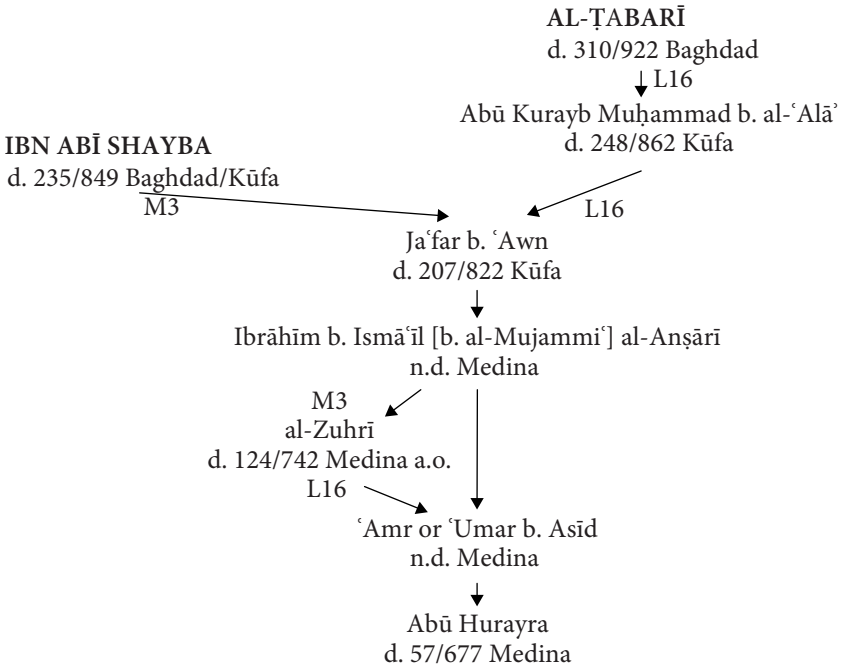 AL-ṬABARĪ
d. 310/922 Baghdad
L16
Abū Kurayb Muḥammad b. al-ʿAlāʾ
d. 248/862 Kūfa
IBN ABĪ SHAYBA
d. 235/849 Baghdad/Kūfa
M3
L16
Jaʿfar b. ʿAwn
d. 207/822 Kūfa
Ibrāhīm b. Ismāʿīl [b. al-Mujammiʿ] al-Anṣārī
n.d. Medina
M3
al-Zuhrī
d. 124/742 Medina a.o.
L16
ʿAmr or ʿUmar b. Asīd
n.d. Medina
Abū Hurayra
d. 57/677 Medina